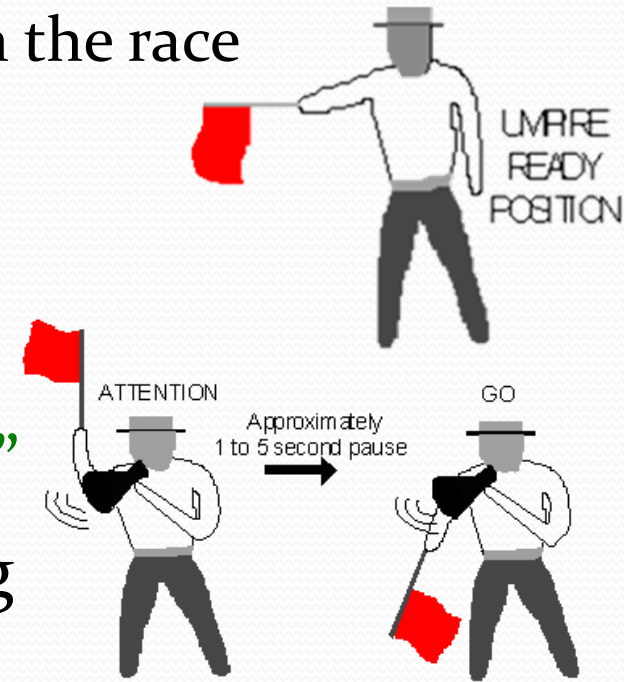 n the race
UMPIRE
READY
POSITION
ATTENTION
GO
Approximately
1 to 5 second pause
”
g